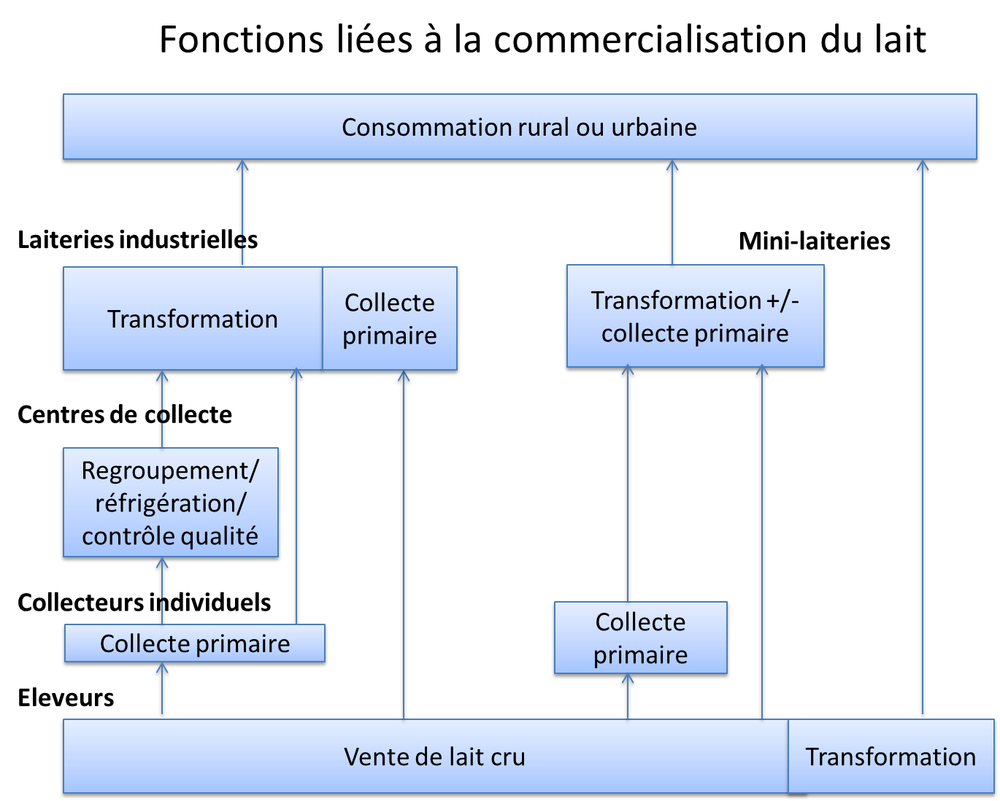 Fonctions liées à la commercialisation du lait
Consommation rural ou urbaine
Laiteries industrielles
Mini-laiteries
Transformation
Collecte
primaire
Transformation +/-
collecte primaire
Centres de collecte
Regroupement/
réfrigération/
contrôle qualité
Collecteurs individuels
Collecte primaire
Collecte
primaire
Eleveurs
Vente de lait cru
Transformation